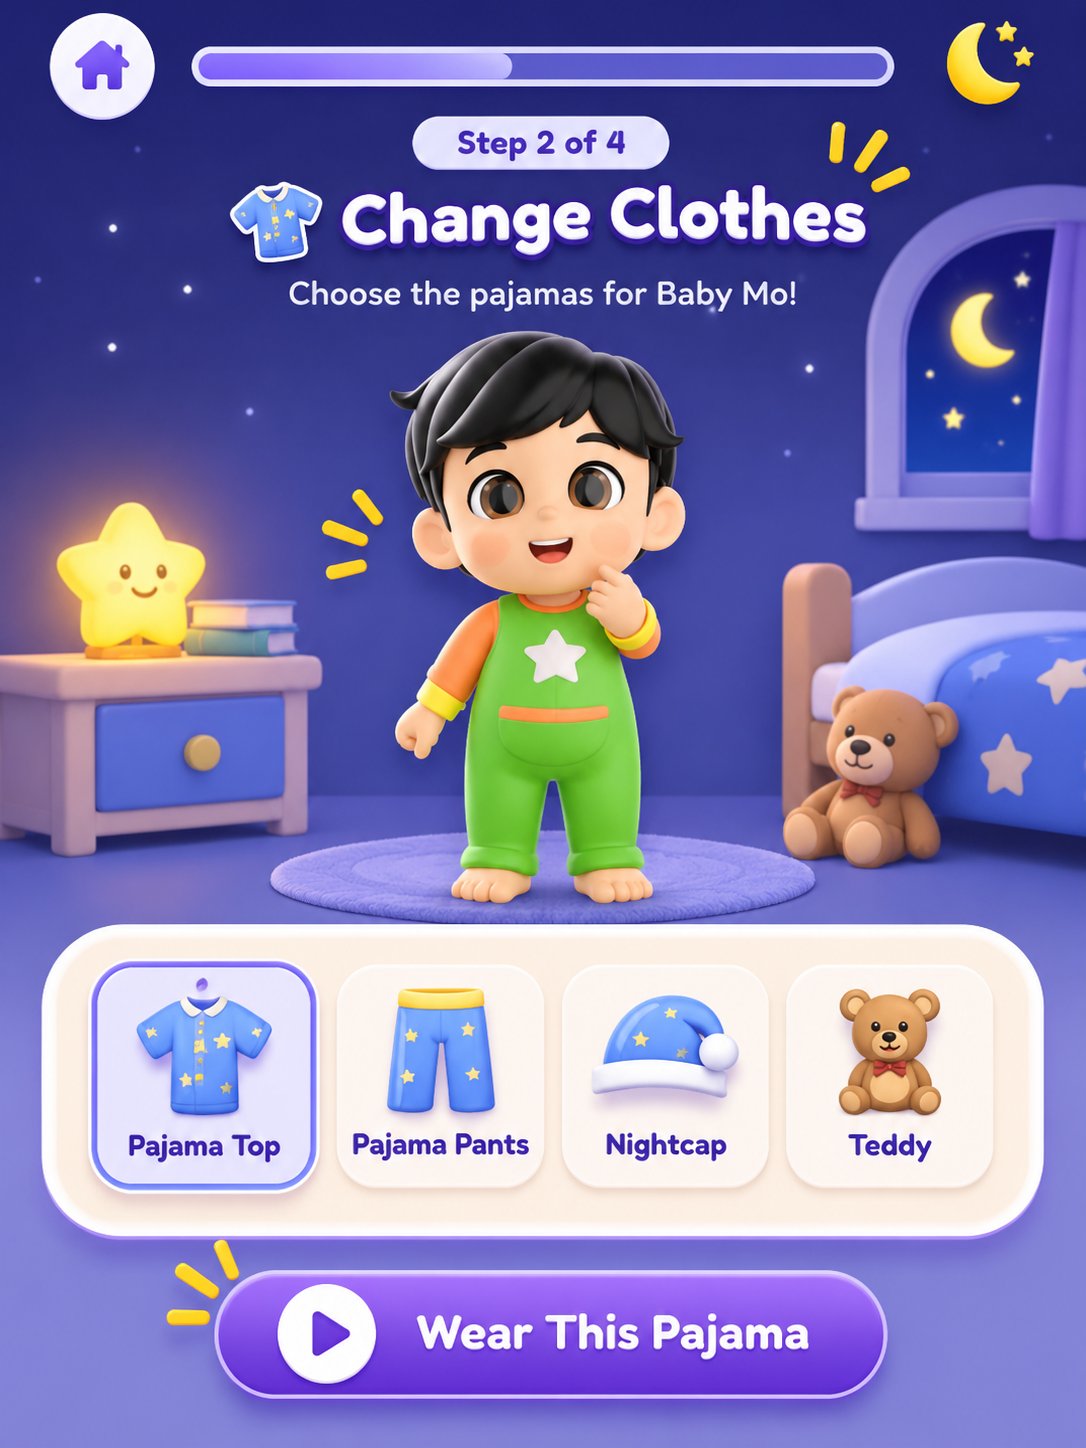 Step 2 of 4
Change Clothes
Choose the pajamas for Baby Mo!
Pajama Top
Pajama Pants
Nightcap
Teddy
Wear This Pajama